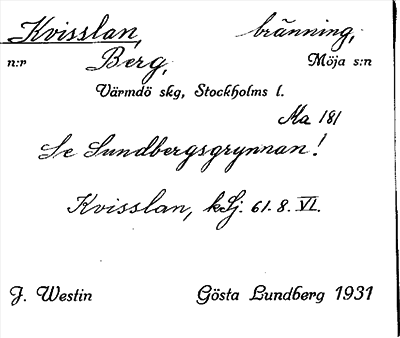 Kvisslan, bränning,
n:r Berg, Möja s:n
Värmdö skg, Stockholms l.
Ma 181
Se Sundbergsgrynnan!
Kvisslan, kSj. 61. 8. VI.
J. Westin Gösta Lundberg 1931